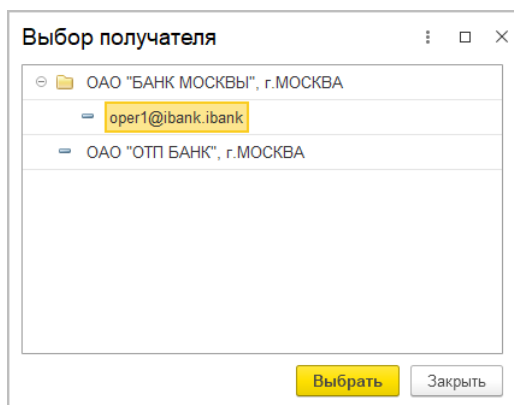 Выбор получателя
ОАО "БАНК МОСКВЫ", г.МОСКВА
oper1@ibank.ibank
ОАО "ОТП БАНК", г.МОСКВА
Выбрать Закрыть